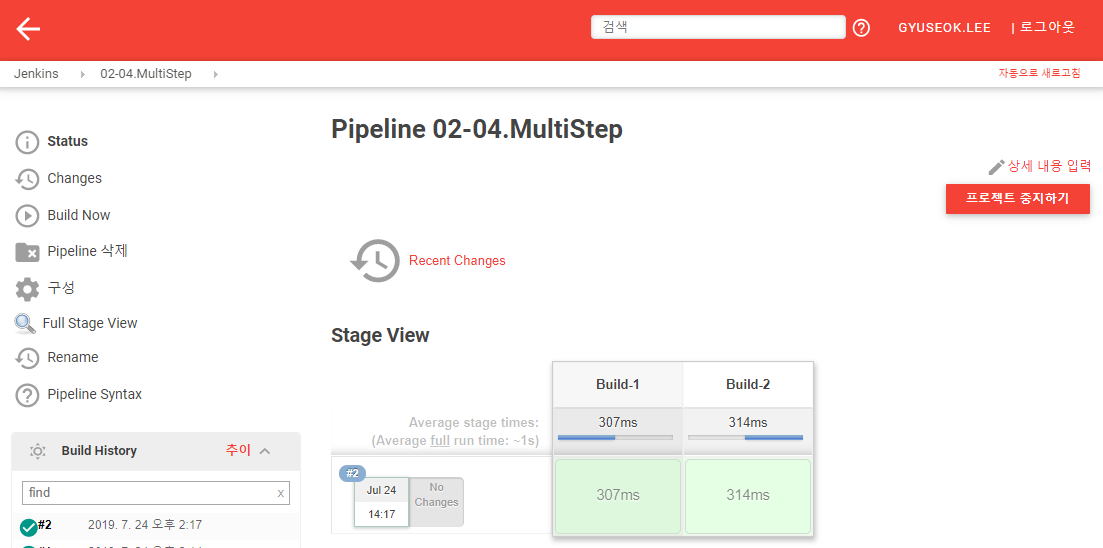 검색
GYUSEOK.LEE
| 로그아웃
Jenkins
02-04.MultiStep
자동으로 새로고침
Status
Changes
Build Now
Pipeline 삭제
구성
Full Stage View
Rename
Pipeline Syntax
Build History
추이
find
x
#2
2019. 7. 24 오후 2:17
Pipeline 02-04.MultiStep
상세 내용 입력
프로젝트 중지하기
Recent Changes
Stage View
Build-1
Build-2
Average stage times:
(Average full run time: ~1s)
307ms
314ms
#2
Jul 24
14:17
No
Changes
307ms
314ms